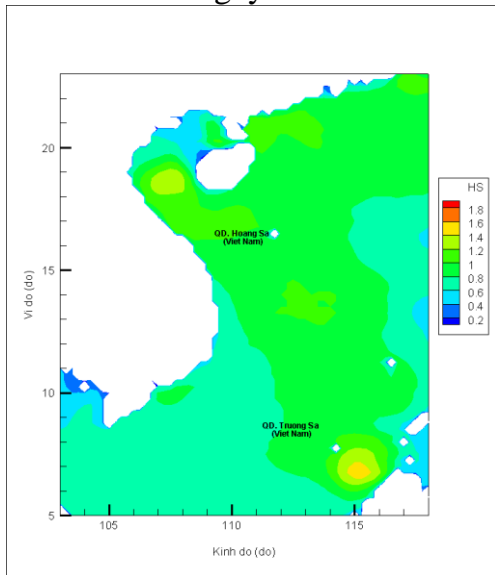 HS
1.8
1.6
1.4
1.2
1
0.8
0.6
0.4
0.2
20
15
10
5
105
110
115
QD. Hoang Sa
(Viet Nam)
QD. Truong Sa
(Viet Nam)
Vi do (do)
Kinh do (do)